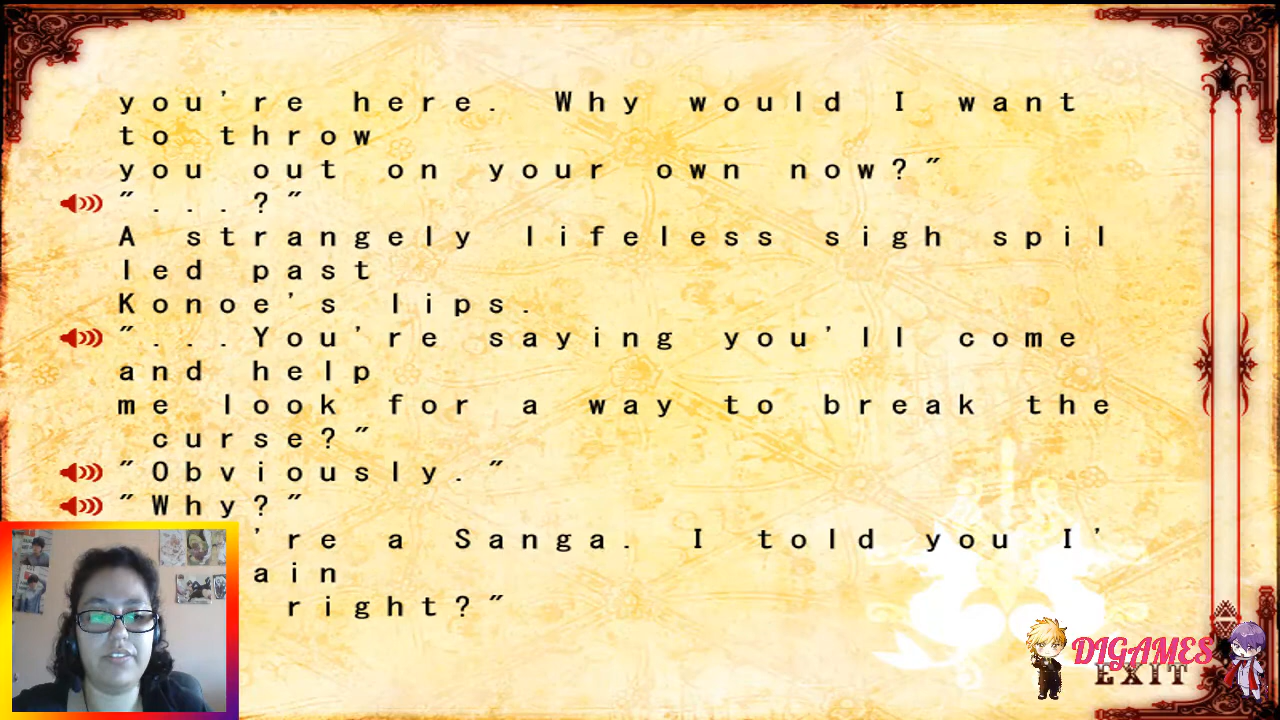 you're here. Why would I want
to throw
you out on your own now?"
"...?"
A strangely lifeless sigh spil
led past
Konoe's lips.
"...You're saying you'll come
and help
me look for a way to break the
curse?"
"Obviously."
"Why?"
're a Sanga. I told you I'
ain
right?"
DIGAMES
EXIT